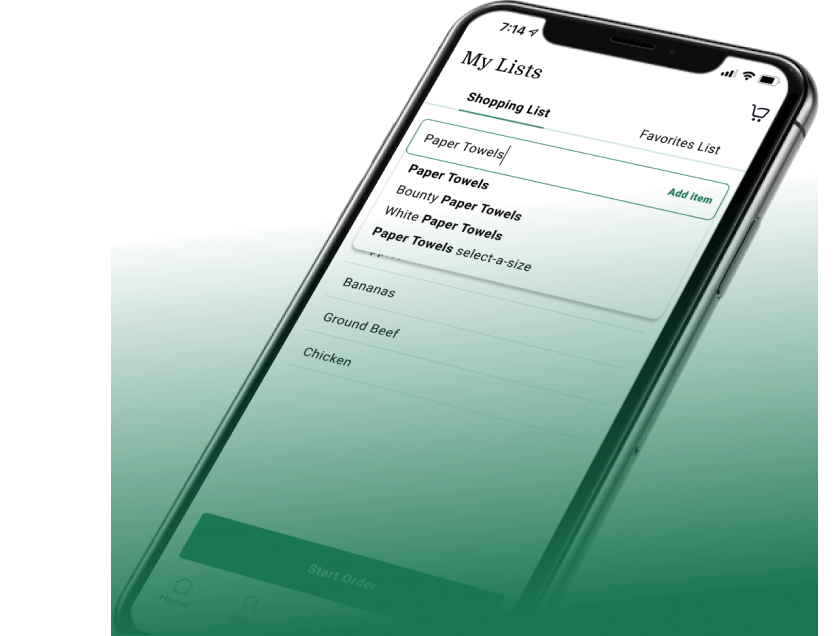 7:14
My Lists
Shopping List
Favorites List
Paper Towels
Add item
Paper Towels
Bounty Paper Towels
White Paper Towels
Paper Towels select-a-size
Bananas
Ground Beef
Chicken
Start Order
Home